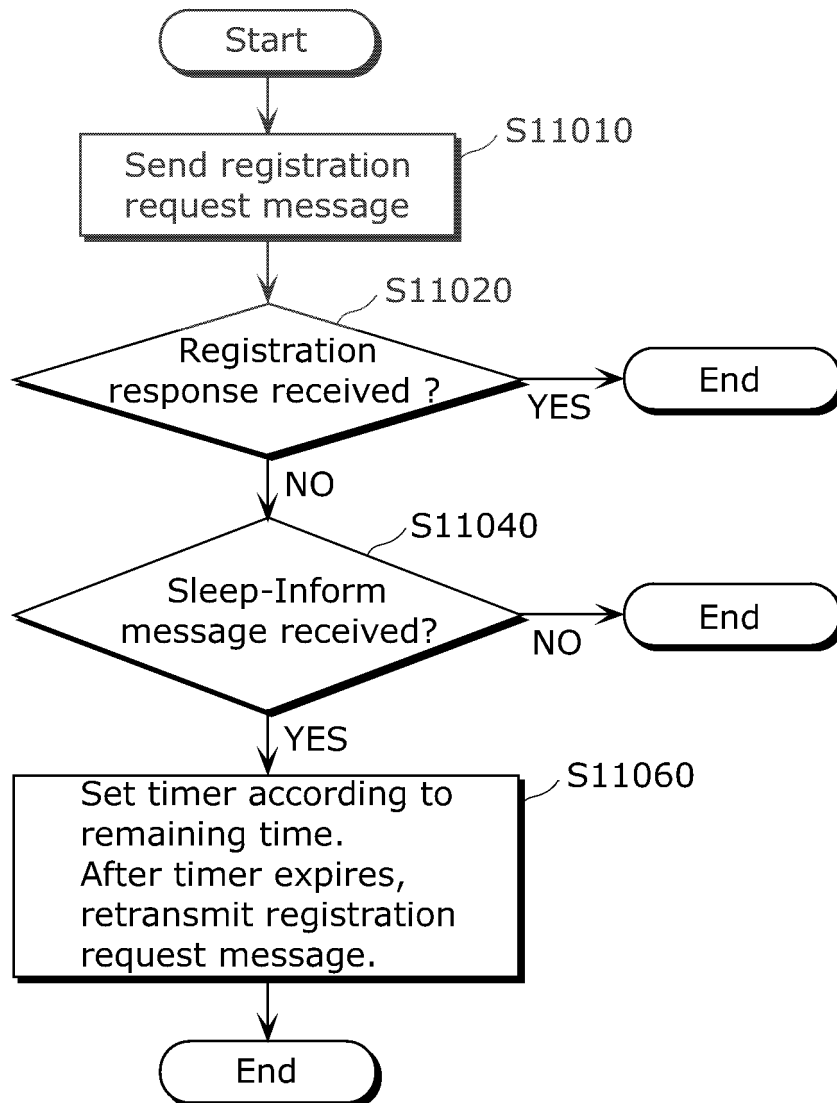 Start
S11010
Send registration
request message
S11020
Registration
response received ?
YES
End
NO
S11040
Sleep-Inform
message received?
NO
End
YES
S11060
Set timer according to
remaining time.
After timer expires,
retransmit registration
request message.
End